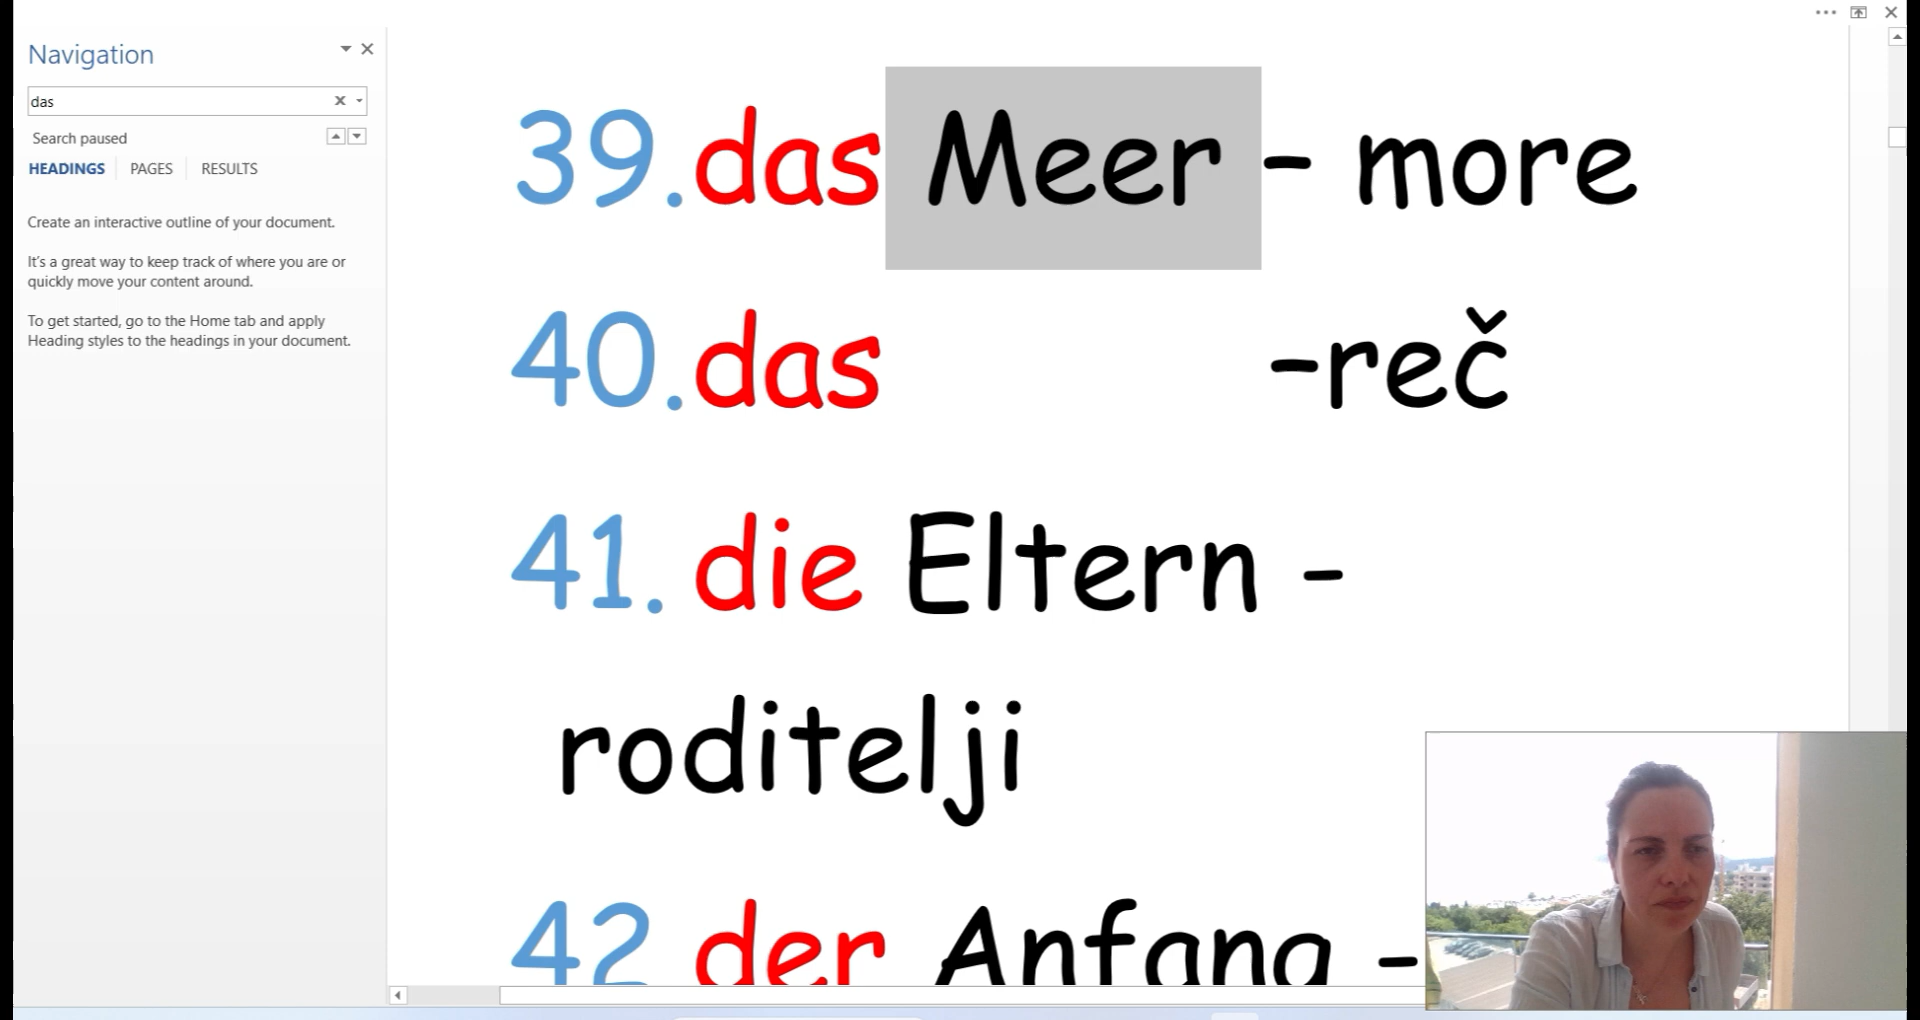 Navigation
das
Search paused
HEADINGS PAGES RESULTS
Create an interactive outline of your document.
It's a great way to keep track of where you are or
quickly move your content around.
To get started, go to the Home tab and apply
Heading styles to the headings in your document.
39.das Meer - more
40.das -reč
41. die Eltern -
roditelji
42 der Anfang -